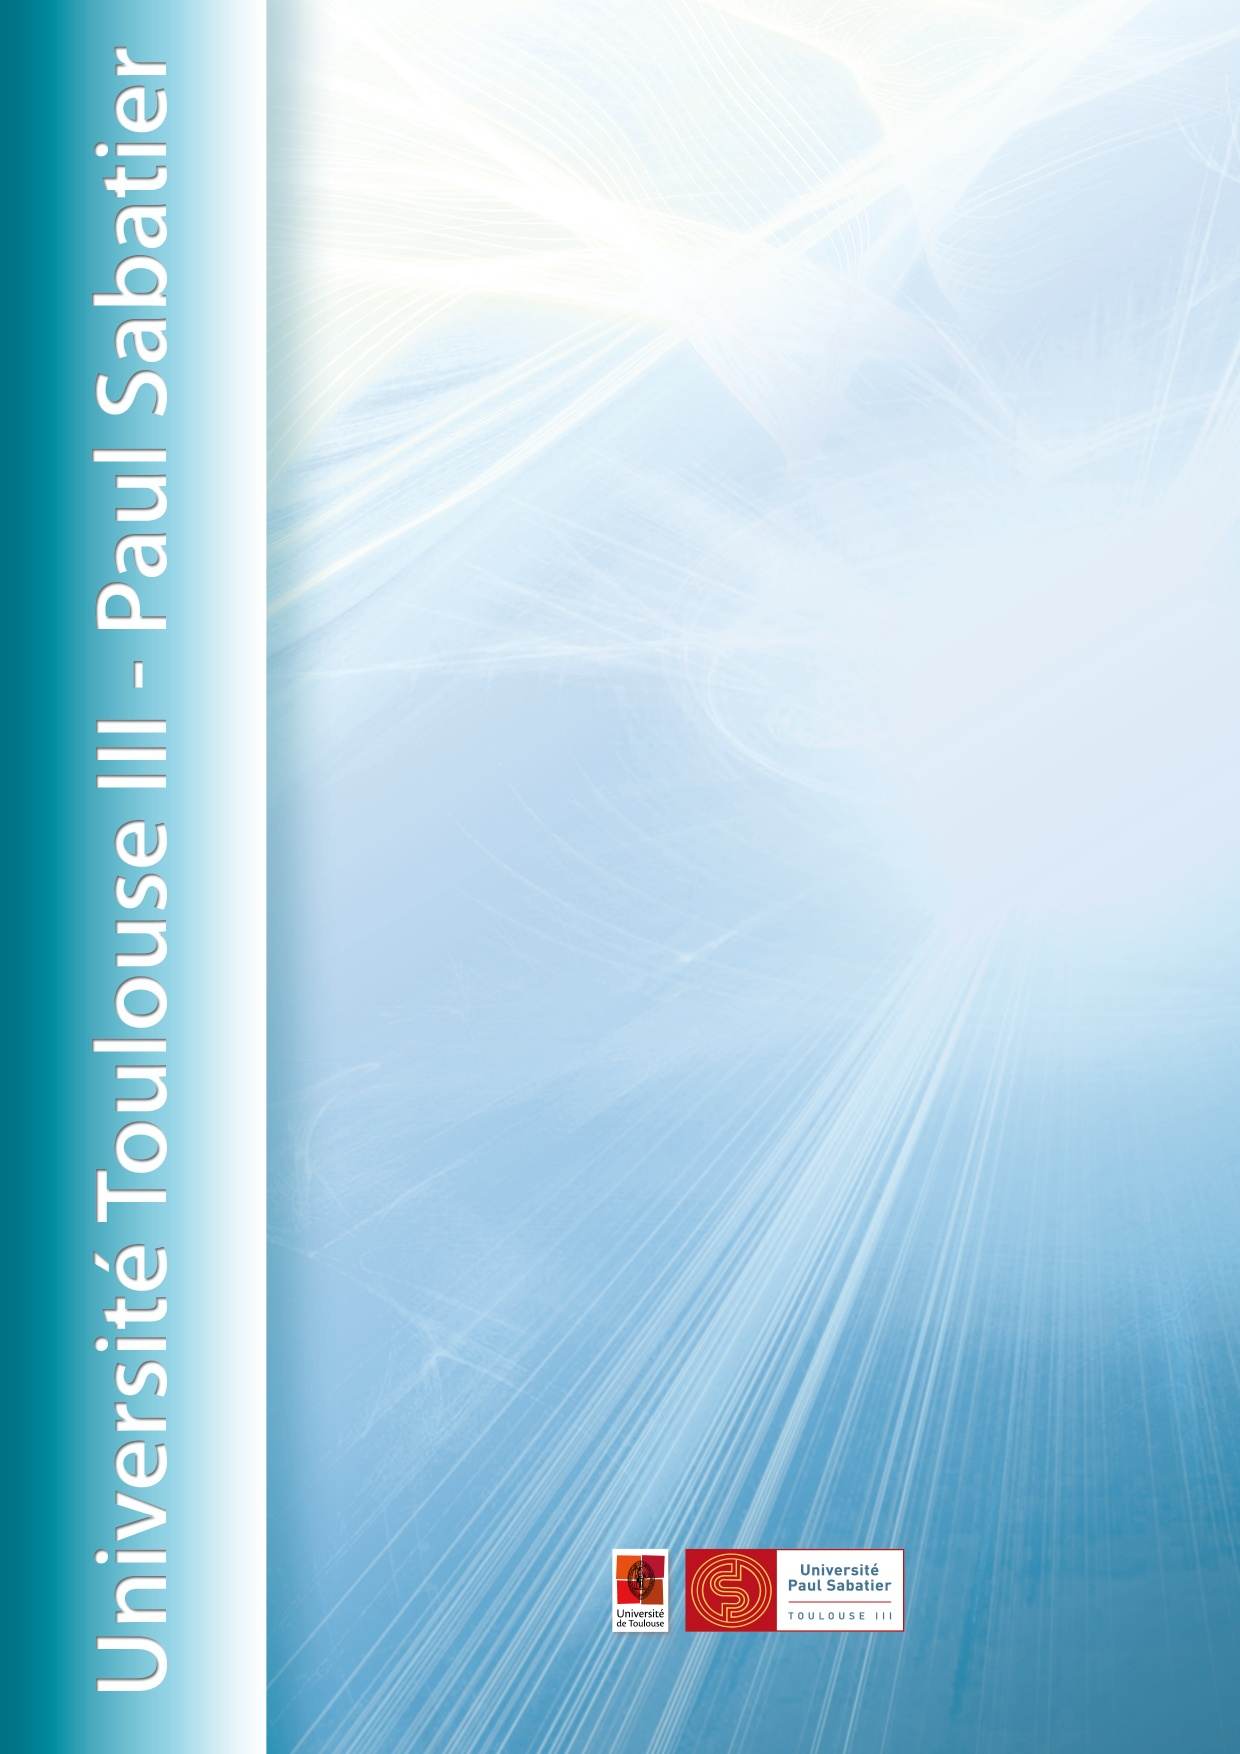 Université Toulouse III - Paul Sabatier
Université
de Toulouse
Université
Paul Sabatier
TOULOUSE III